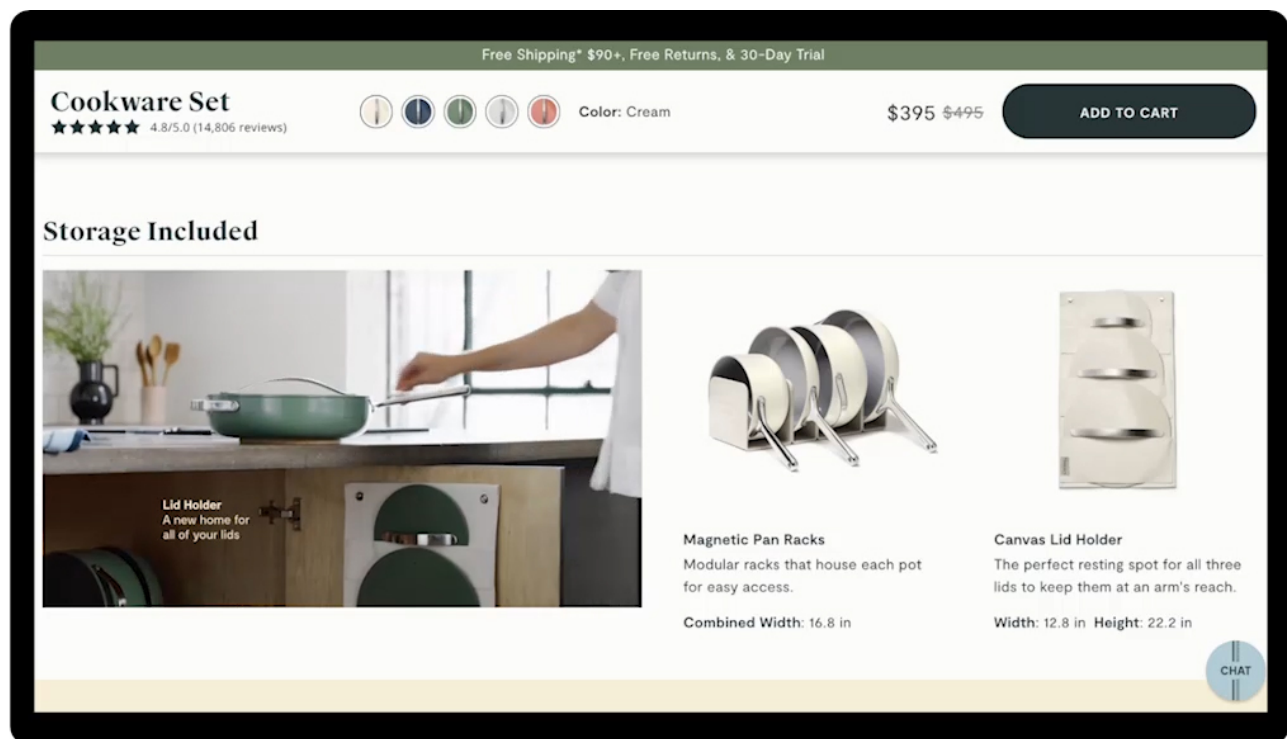 Free Shipping* $90+, Free Returns, & 30-Day Trial
Cookware Set
4.8/5.0 (14,806 reviews)
Color: Cream
$395 $495
ADD TO CART
Storage Included
Lid Holder
A new home for
all of your lids
Magnetic Pan Racks
Modular racks that house each pot
for easy access.
Combined Width: 16.8 in
Canvas Lid Holder
The perfect resting spot for all three
lids to keep them at an arm's reach.
Width: 12.8 in Height: 22.2 in
CHAT